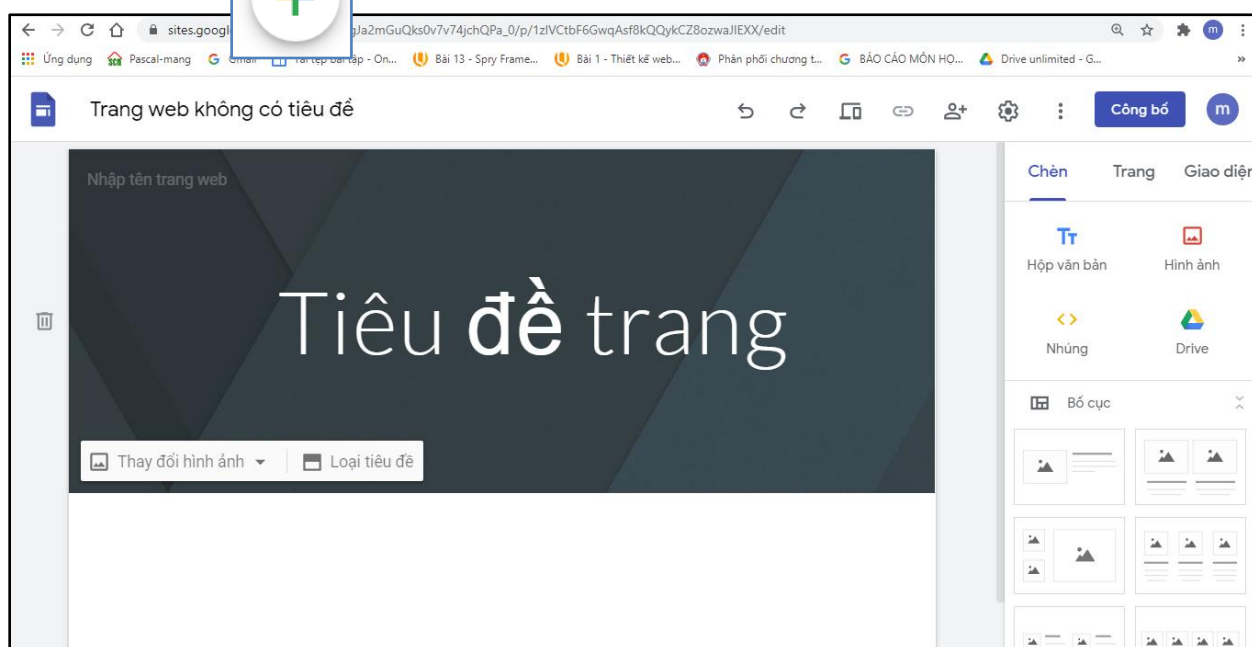 sites.google
gJa2mGuQks0v7v74jchQPa_0/p/1zlVCtbF6GwqAsf8kQQykCZ8ozwaJIEXX/edit
m
Ứng dụng Pascal-mang Gmail Tải tệp bài tập - On... Bài 13 - Spry Frame... Bài 1 - Thiết kế web... Phân phối chương t... BÁO CÁO MÔN HỌ... Drive unlimited - G... »
Trang web không có tiêu đề
Công bố
m
Nhập tên trang web
Tiêu đề trang
Thay đổi hình ảnh
Loại tiêu đề
Chèn Trang Giao diện
Hộp văn bản Hình ảnh
Nhúng Drive
Bố cục